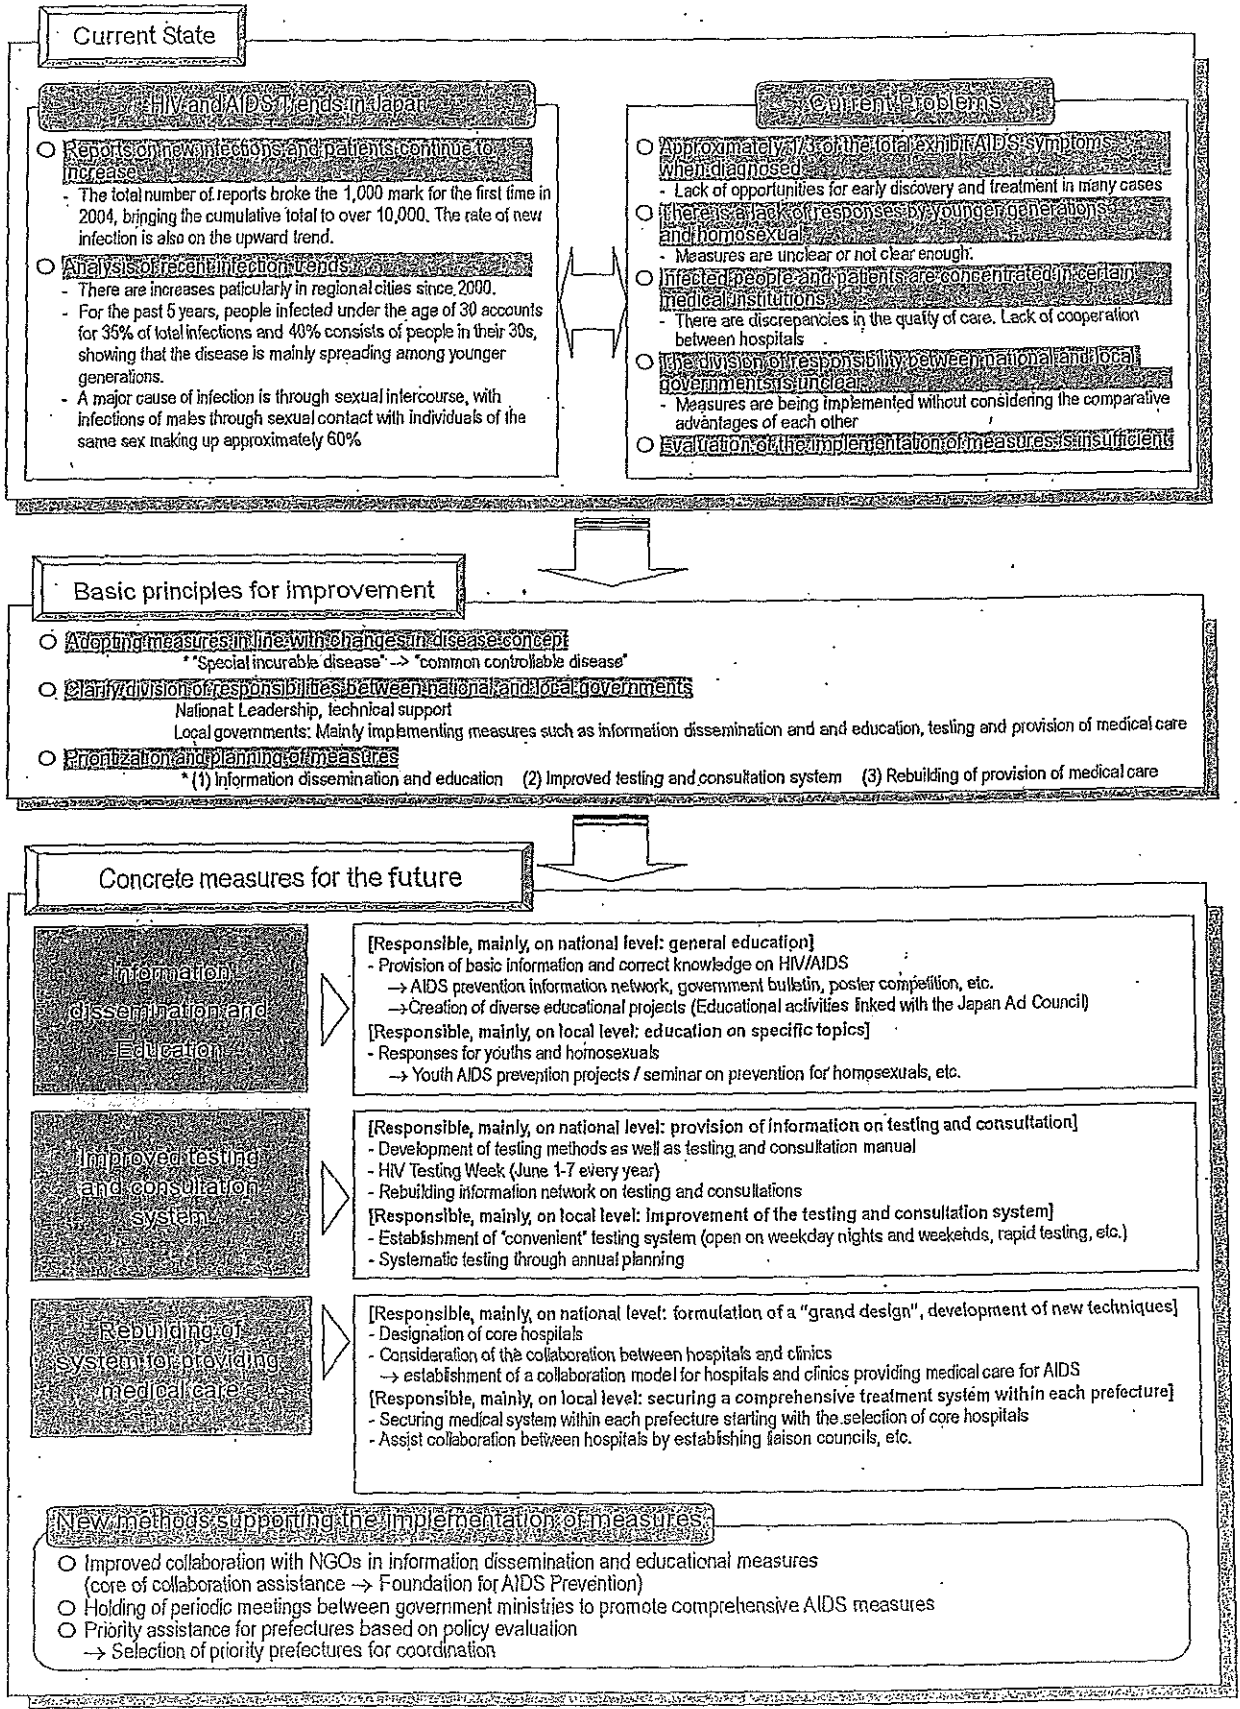 Current State
HIV and AIDS Trends in Japan
○ Reports on new infections and patients continue to
increase
- The total number of reports broke the 1,000 mark for the first time in
2004, bringing the cumulative total to over 10,000. The rate of new
infection is also on the upward trend.
○ Analysis of recent infection trends
- There are increases paticularly in regional cities since 2000.
- For the past 5 years, people infected under the age of 30 accounts
for 35% of total infections and 40% consists of people in their 30s,
showing that the disease is mainly spreading among younger
generations.
- A major cause of infection is through sexual intercourse, with
infections of males through sexual contact with individuals of the
same sex making up approximately 60%
Current Problems
○ Approximately 1/3 of the total exhibit AIDS symptoms
when diagnosed
- Lack of opportunities for early discovery and treatment in many cases
○ There is a lack of responses by younger generations
and homosexual
- Measures are unclear or not clear enough.
○ Infected people and patients are concentrated in certain
medical institutions
- There are discrepancies in the quality of care. Lack of cooperation
between hospitals
○ The division of responsibility between national and local
governments is unclear
- Measures are being implemented without considering the comparative
advantages of each other
○ Evaluation of the implementation of measures is insufficient
Basic principles for improvement
○ Adopting measures in line with changes in disease concept
* "Special incurable disease" -> "common controllable disease"
○ Clarify division of responsibilities between national and local governments
National: Leadership, technical support
Local governments: Mainly implementing measures such as information dissemination and and education, testing and provision of medical care
○ Prioritization and planning of measures
* (1) Information dissemination and education (2) Improved testing and consultation system (3) Rebuilding of provision of medical care
Concrete measures for the future
Information
dissemination and
Education
[Responsible, mainly, on national level: general education]
- Provision of basic information and correct knowledge on HIV/AIDS
→ AIDS prevention information network, government bulletin, poster competition, etc.
→Creation of diverse educational projects (Educational activities linked with the Japan Ad Council)
[Responsible, mainly, on local level: education on specific topics]
- Responses for youths and homosexuals
→ Youth AIDS prevention projects / seminar on prevention for homosexuals, etc.
Improved testing
and consultation
system
[Responsible, mainly, on national level: provision of information on testing and consultation]
- Development of testing methods as well as testing and consultation manual
- HIV Testing Week (June 1-7 every year)
- Rebuilding information network on testing and consultations
[Responsible, mainly, on local level: Improvement of the testing and consultation system]
- Establishment of "convenient" testing system (open on weekday nights and weekends, rapid testing, etc.)
- Systematic testing through annual planning
Rebuilding of
system for providing
medical care
[Responsible, mainly, on national level: formulation of a "grand design", development of new techniques]
- Designation of core hospitals
- Consideration of the collaboration between hospitals and clinics
→ establishment of a collaboration model for hospitals and clinics providing medical care for AIDS
[Responsible, mainly, on local level: securing a comprehensive treatment system within each prefecture]
- Securing medical system within each prefecture starting with the selection of core hospitals
- Assist collaboration between hospitals by establishing liaison councils, etc.
New methods supporting the implementation of measures
○ Improved collaboration with NGOs in information dissemination and educational measures
(core of collaboration assistance → Foundation for AIDS Prevention)
○ Holding of periodic meetings between government ministries to promote comprehensive AIDS measures
○ Priority assistance for prefectures based on policy evaluation
→ Selection of priority prefectures for coordination